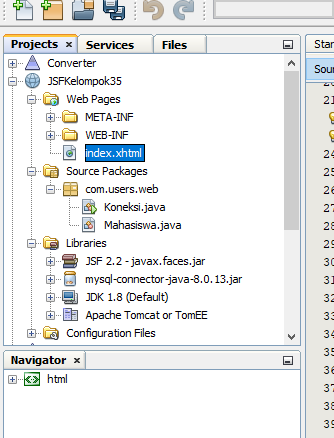 Projects × Services Files
Star
Converter
Sour
JSFKelompok35
20
Web Pages
21
META-INF
WEB-INF
index.xhtml
24
Source Packages
25
com.users.web
26
Koneksi.java
27
Mahasiswa.java
28
29
Libraries
30
JSF 2.2 - javax.faces.jar
31
mysql-connector-java-8.0.13.jar
32
JDK 1.8 (Default)
33
Apache Tomcat or TomEE
34
Configuration Files
35
Navigator ×
36
html
37
38
39